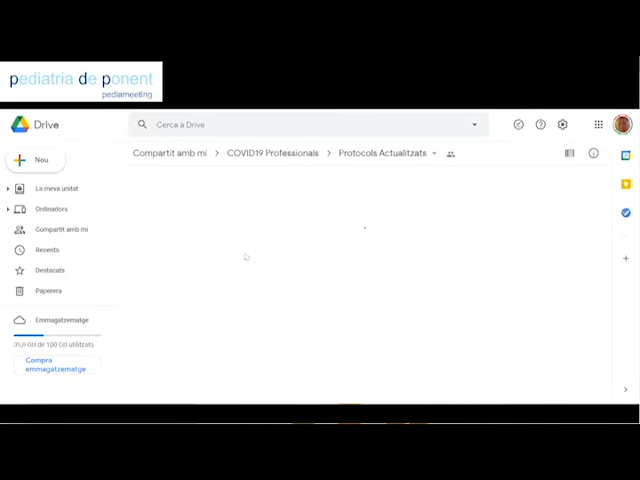 pediatria de ponent
pediameeting
Drive
Cerca a Drive
Compartit amb mi
COVID19 Professionals
Protocols Actualitzats
Nou
La meva unitat
Ordinadors
Compartit amb mi
Recents
Destacats
Paperera
Emmagatzematge
GB de 100 GB utilitzats
Compra
emmagatzematge